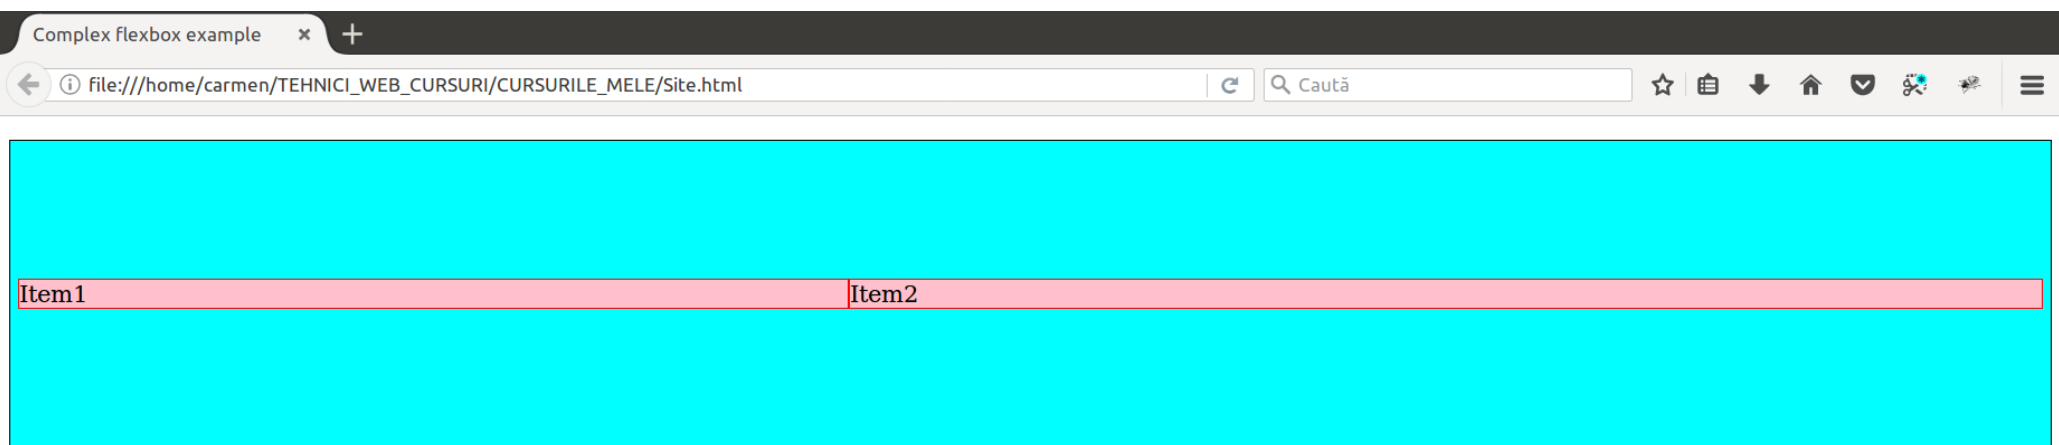 Complex flexbox example
file:///home/carmen/TEHNICI_WEB_CURSURI/CURSURILE_MELE/Site.html
Caută
Item1
Item2